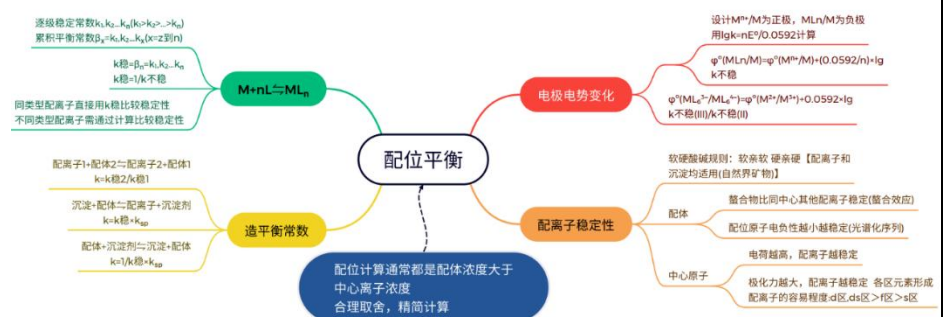 配位平衡
M+nL⇌MLₙ
逐级稳定常数k₁,k₂...kₙ(k₁>k₂>...>kₙ)
累积平衡常数βₓ=k₁,k₂...kₓ(x=z到n)
k稳=βₙ=k₁,k₂...kₙ
k稳=1/k不稳
同类型配离子直接用k稳比较稳定性
不同类型配离子需通过计算比较稳定性
造平衡常数
配离子1+配体2⇌配离子2+配体1
k=k稳2/k稳1
沉淀+配体⇌配离子+沉淀剂
k=k稳×kₛₚ
配体+沉淀剂⇌沉淀+配体
k=1/k稳×kₛₚ
电极电势变化
设计Mⁿ⁺/M为正极，MLn/M为负极
用lgk=nEº/0.0592计算
φº(MLn/M)=φº(Mⁿ⁺/M)+(0.0592/n)×lg
k不稳
φº(ML₆³⁻/ML₆⁴⁻)=φº(M²⁺/M³⁺)+0.0592×lg
k不稳(III)/k不稳(II)
配离子稳定性
软硬酸碱规则：软亲软 硬亲硬【配离子和
沉淀均适用(自然界矿物)】
配体
螯合物比同中心其他配离子稳定(螯合效应)
配位原子电负性越小越稳定(光谱化序列)
中心原子
电荷越高，配离子越稳定
极化力越大，配离子越稳定 各区元素形成
配离子的容易程度:d区,ds区＞f区＞s区
配位计算通常都是配体浓度大于
中心离子浓度
合理取舍，精简计算